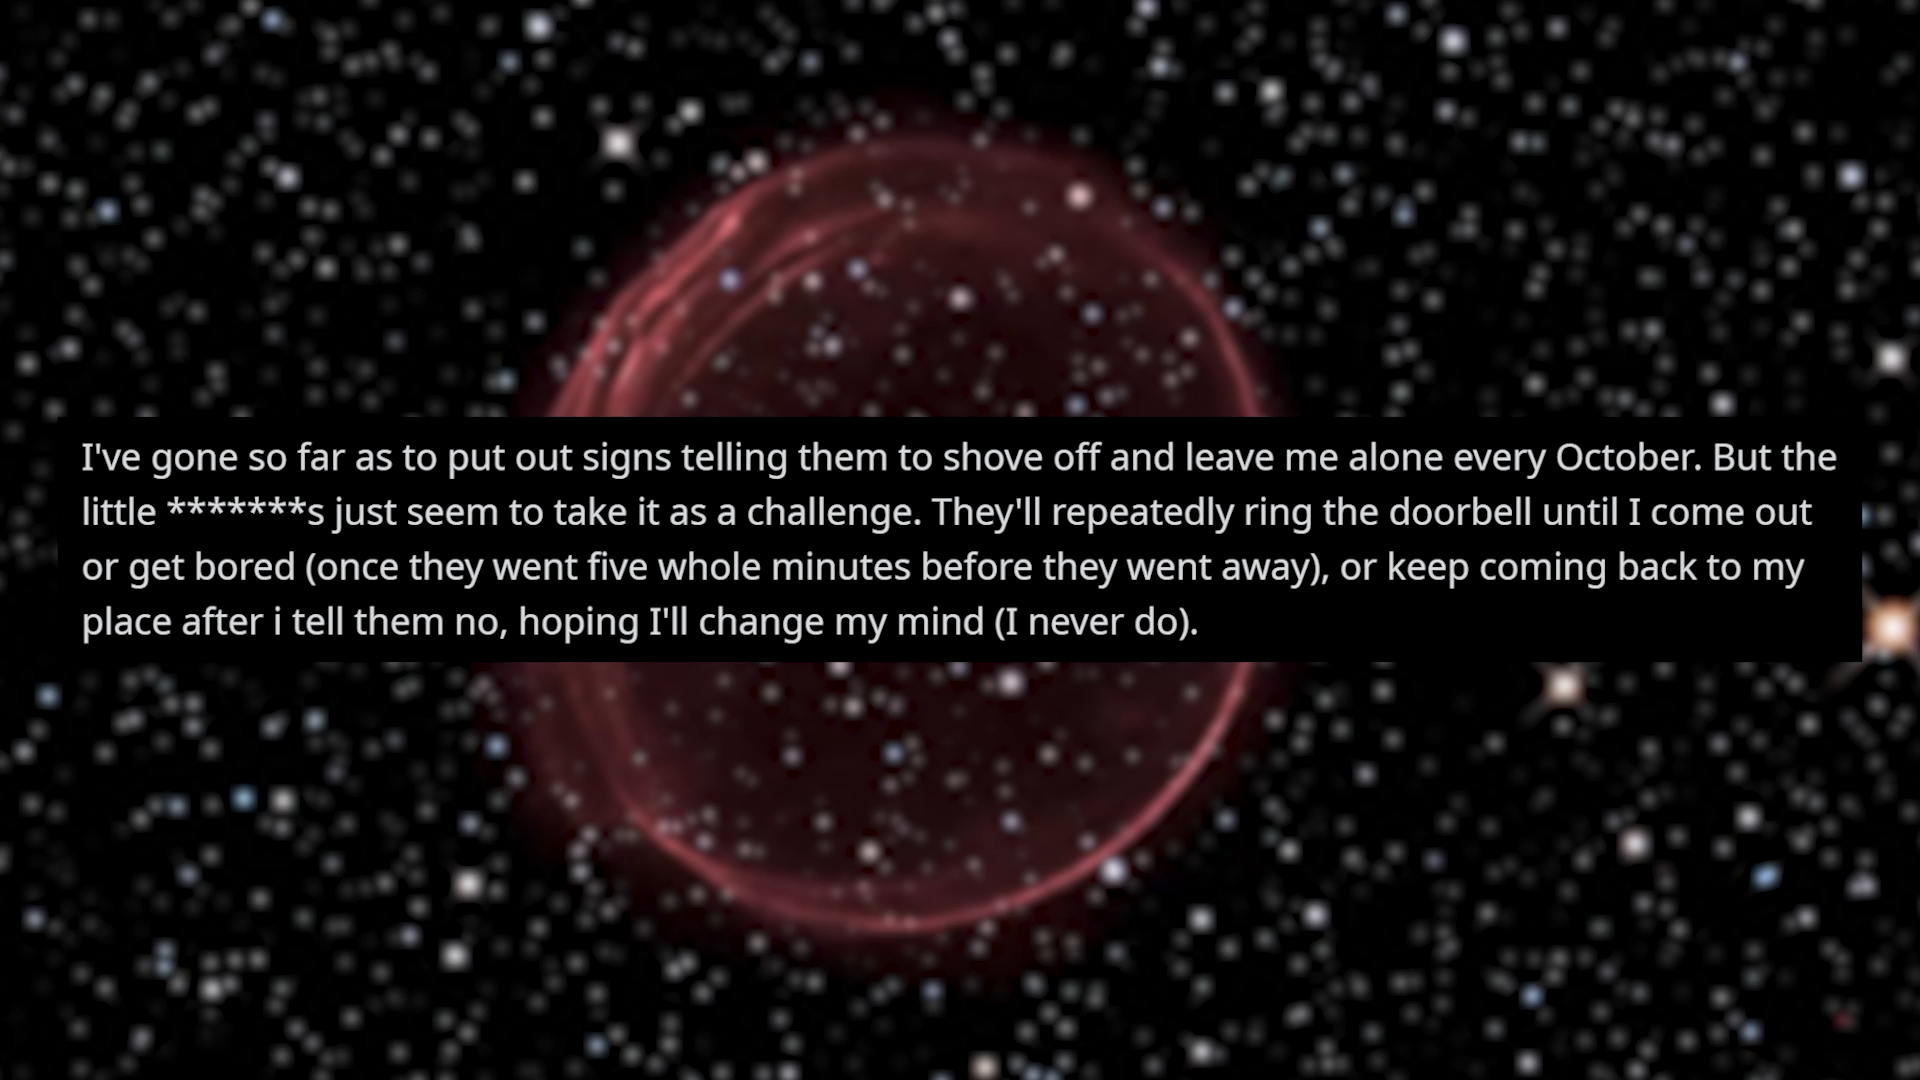 I've gone so far as to put out signs telling them to shove off and leave me alone every October. But the
little *******s just seem to take it as a challenge. They'll repeatedly ring the doorbell until I come out
or get bored (once they went five whole minutes before they went away), or keep coming back to my
place after i tell them no, hoping I'll change my mind (I never do).